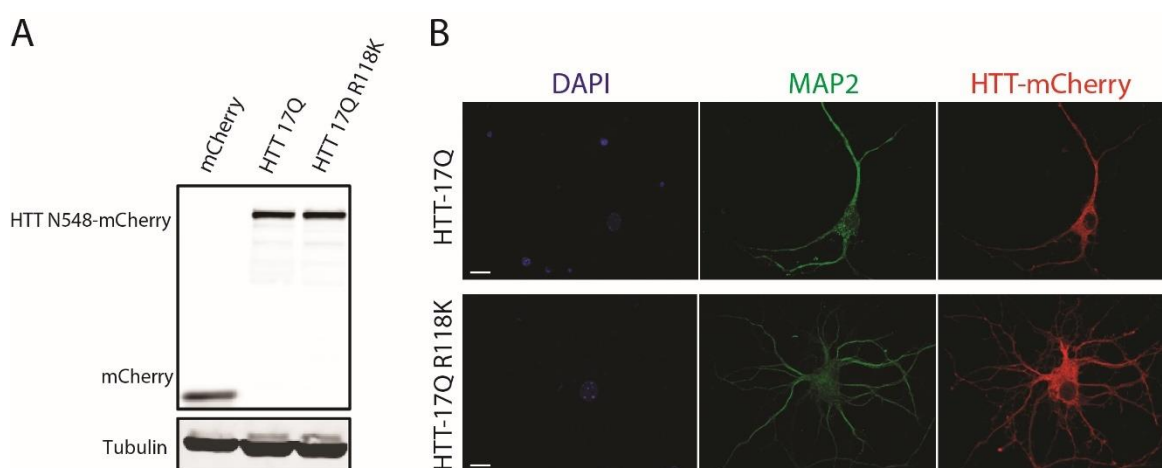 A
mCherry
HTT 17Q
HTT 17Q R118K
HTT N548-mCherry
mCherry
Tubulin
B
DAPI
MAP2
HTT-mCherry
HTT-17Q
HTT-17Q R118K